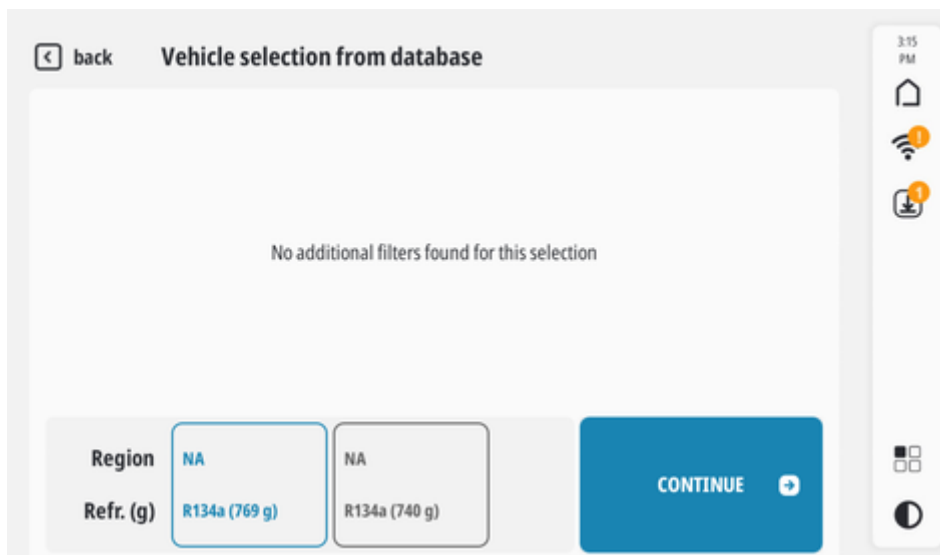 back
Vehicle selection from database
3:15
PM
!
1
No additional filters found for this selection
Region
NA
NA
Refr. (g)
R134a (769 g)
R134a (740 g)
CONTINUE